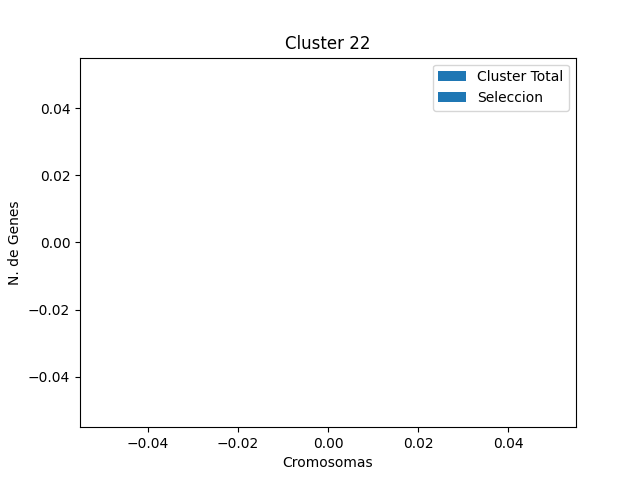 Cluster 22
Cluster Total
Seleccion
0.04
0.02
0.00
−0.02
−0.04
N. de Genes
−0.04 −0.02 0.00 0.02 0.04
Cromosomas